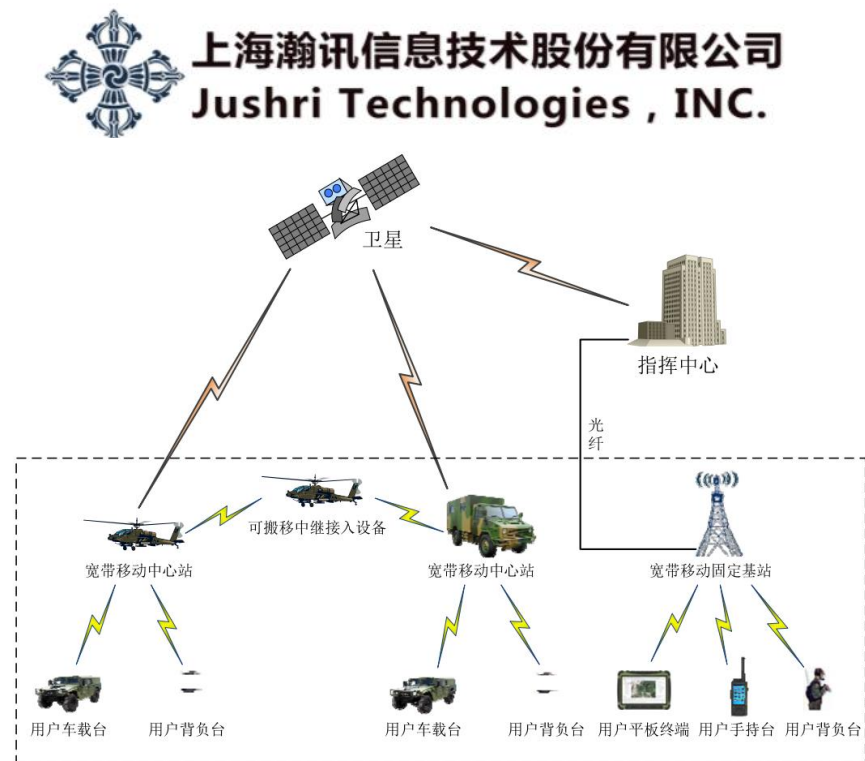 上海瀚讯信息技术股份有限公司
Jushri Technologies , INC.
卫星
指挥中心
光
纤
可搬移中继接入设备
宽带移动中心站
宽带移动中心站
宽带移动固定基站
用户车载台
用户背负台
用户车载台
用户背负台
用户平板终端
用户手持台
用户背负台